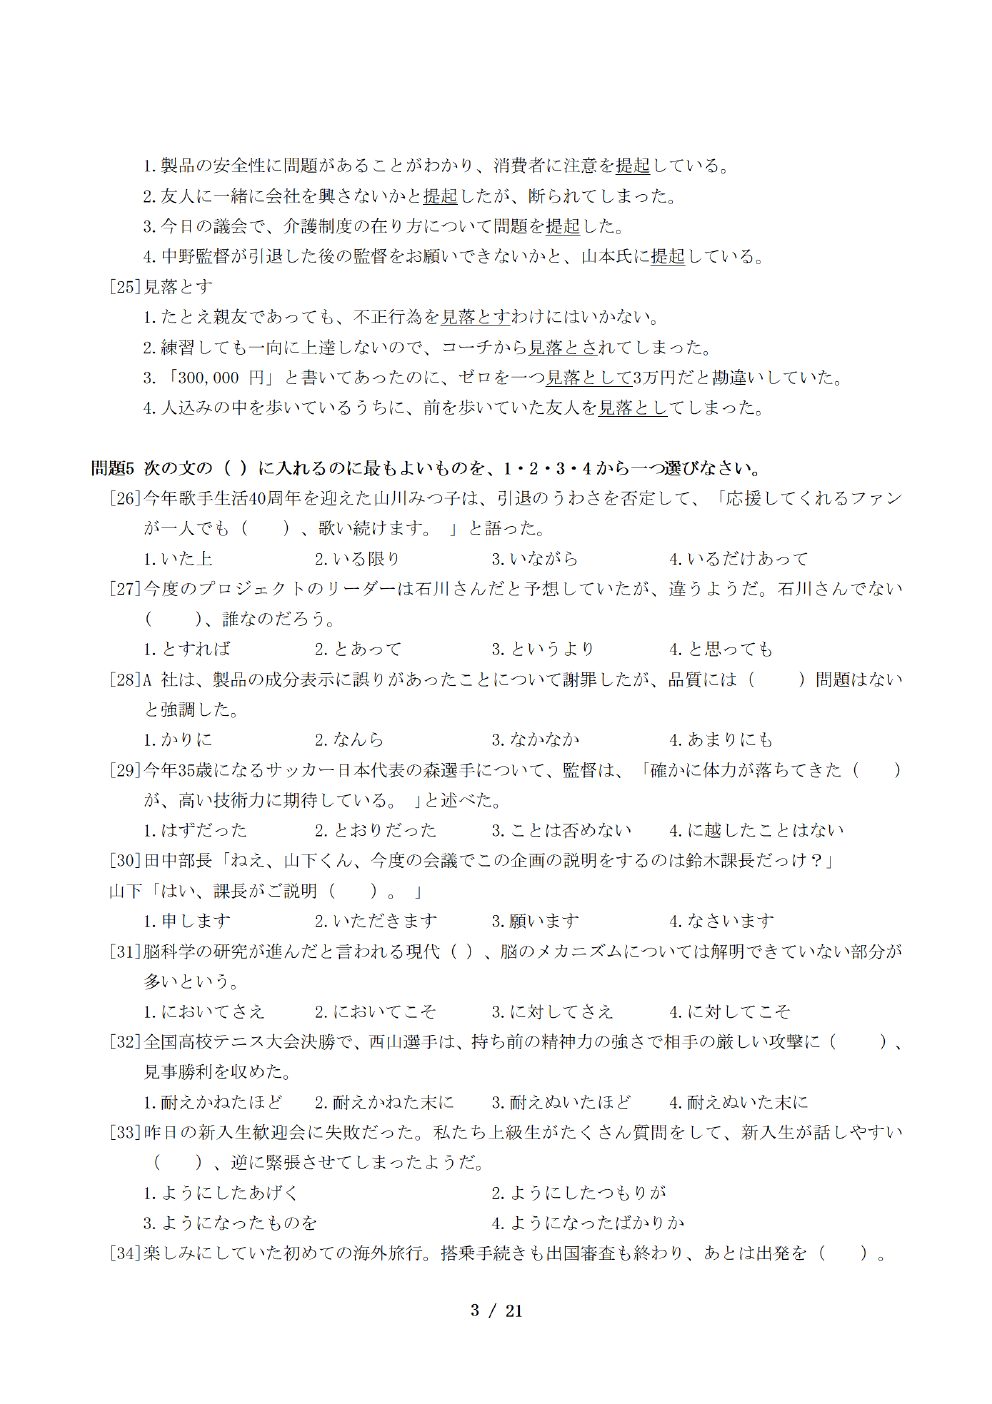 1.製品の安全性に問題があることがわかり、消費者に注意を提起している。
2.友人に一緒に会社を興さないかと提起したが、断られてしまった。
3.今日の議会で、介護制度の在り方について問題を提起した。
4.中野監督が引退した後の監督をお願いできないかと、山本氏に提起している。
[25]見落とす
1.たとえ親友であっても、不正行為を見落とすわけにはいかない。
2.練習しても一向に上達しないので、コーチから見落とされてしまった。
3.「300,000 円」と書いてあったのに、ゼロを一つ見落として3万円だと勘違いしていた。
4.人込みの中を歩いているうちに、前を歩いていた友人を見落としてしまった。
問題5 次の文の（ ）に入れるのに最もよいものを、1・2・3・4から一つ選びなさい。
[26]今年歌手生活40周年を迎えた山川みつ子は、引退のうわさを否定して、「応援してくれるファン
が一人でも（　　）、歌い続けます。 」と語った。
1.いた上 2.いる限り 3.いながら 4.いるだけあって
[27]今度のプロジェクトのリーダーは石川さんだと予想していたが、違うようだ。石川さんでない
(　　)、誰なのだろう。
1.とすれば 2.とあって 3.というより 4.と思っても
[28]A 社は、製品の成分表示に誤りがあったことについて謝罪したが、品質には（　　）問題はない
と強調した。
1.かりに 2.なんら 3.なかなか 4.あまりにも
[29]今年35歳になるサッカー日本代表の森選手について、監督は、「確かに体力が落ちてきた（　　）
が、高い技術力に期待している。 」と述べた。
1.はずだった 2.とおりだった 3.ことは否めない 4.に越したことはない
[30]田中部長「ねえ、山下くん、今度の会議でこの企画の説明をするのは鈴木課長だっけ？」
山下「はい、課長がご説明（　　）。 」
1.申します 2.いただきます 3.願います 4.なさいます
[31]脳科学の研究が進んだと言われる現代（ ）、脳のメカニズムについては解明できていない部分が
多いという。
1.においてさえ 2.においてこそ 3.に対してさえ 4.に対してこそ
[32]全国高校テニス大会決勝で、西山選手は、持ち前の精神力の強さで相手の厳しい攻撃に（　　）、
見事勝利を収めた。
1.耐えかねたほど 2.耐えかねた末に 3.耐えぬいたほど 4.耐えぬいた末に
[33]昨日の新入生歓迎会に失敗だった。私たち上級生がたくさん質問をして、新入生が話しやすい
（　　）、逆に緊張させてしまったようだ。
1.ようにしたあげく 2.ようにしたつもりが
3.ようになったものを 4.ようになったばかりか
[34]楽しみにしていた初めての海外旅行。搭乗手続きも出国審査も終わり、あとは出発を（　　）。
3 / 21